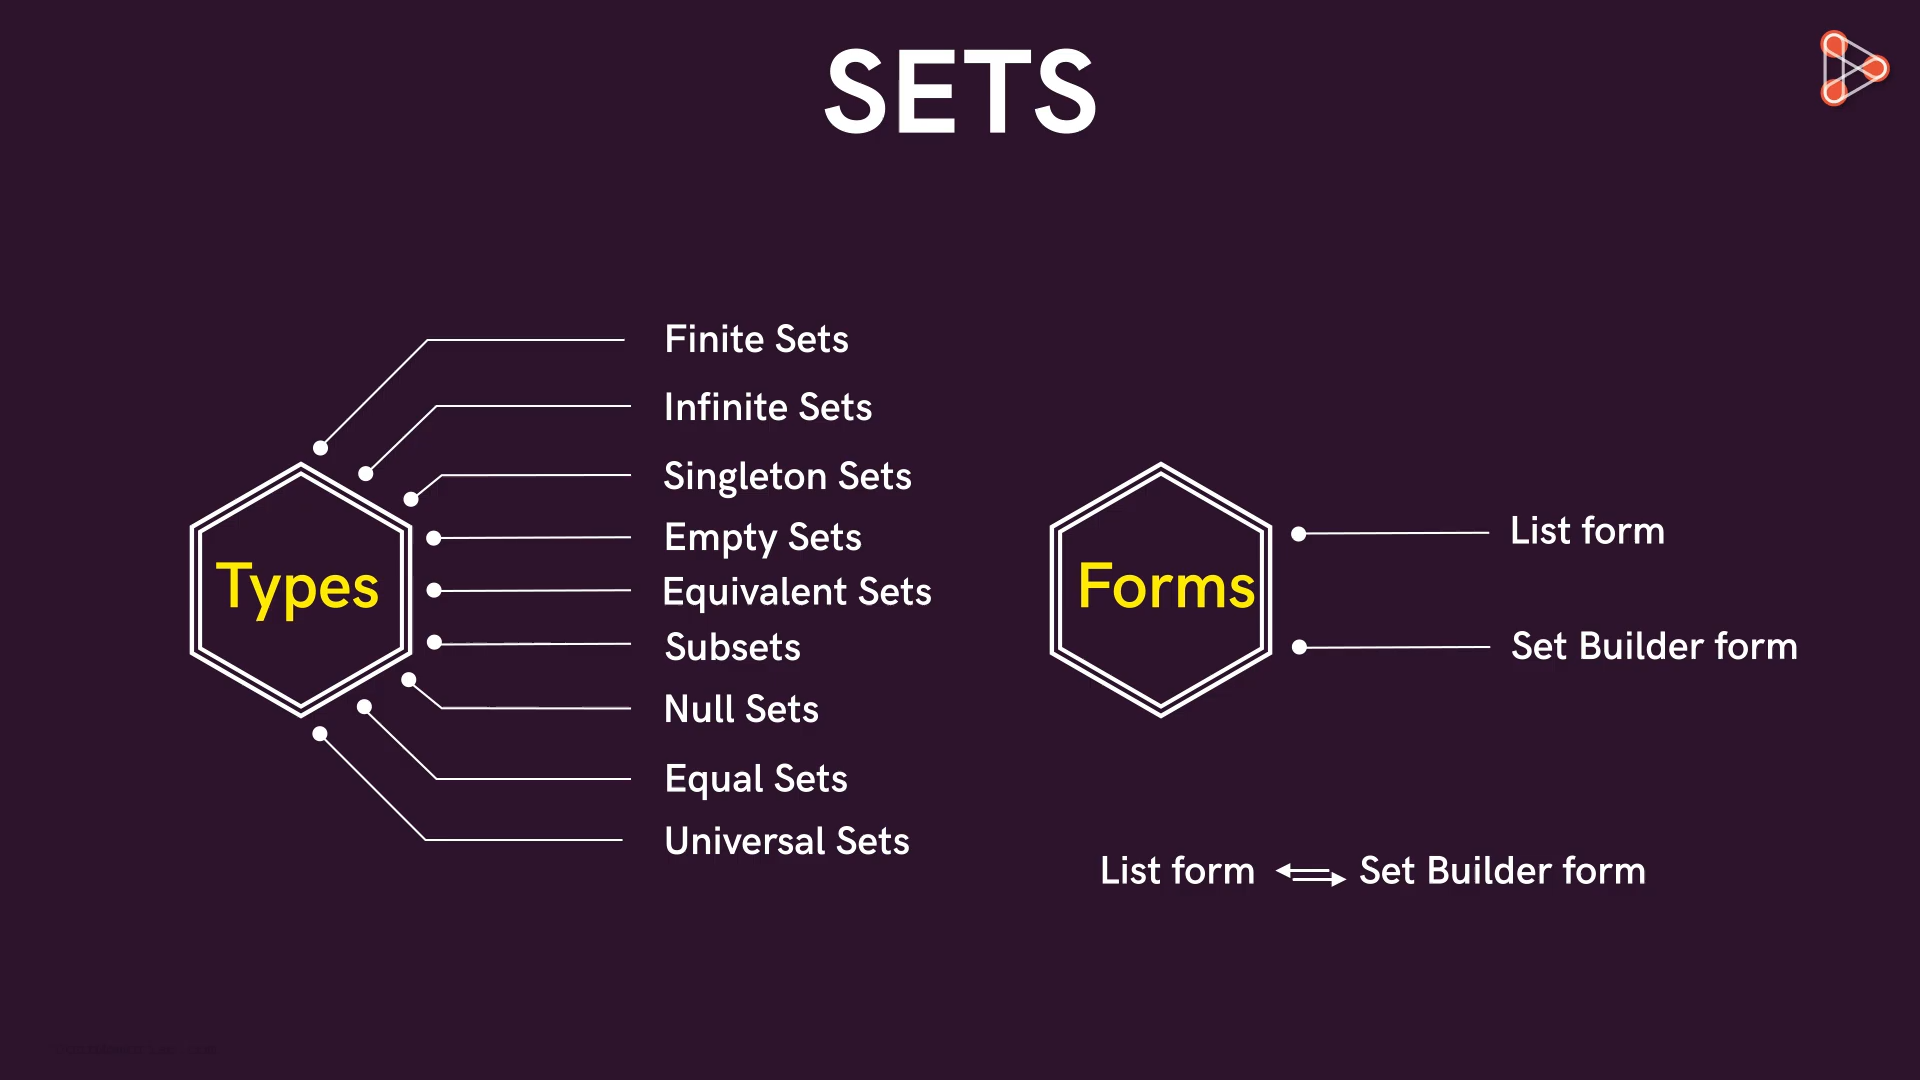 SETS
Types
Finite Sets
Infinite Sets
Singleton Sets
Empty Sets
Equivalent Sets
Subsets
Null Sets
Equal Sets
Universal Sets
Forms
List form
Set Builder form
List form ⇌ Set Builder form